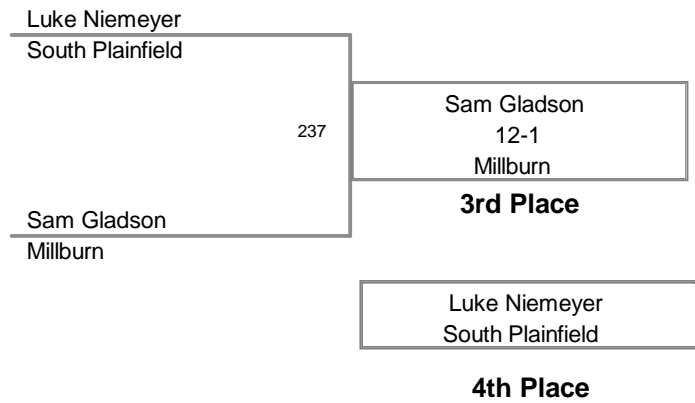 Luke Niemeyer
South Plainfield
237
Sam Gladson
12-1
Millburn
3rd Place
Sam Gladson
Millburn
Luke Niemeyer
South Plainfield
4th Place